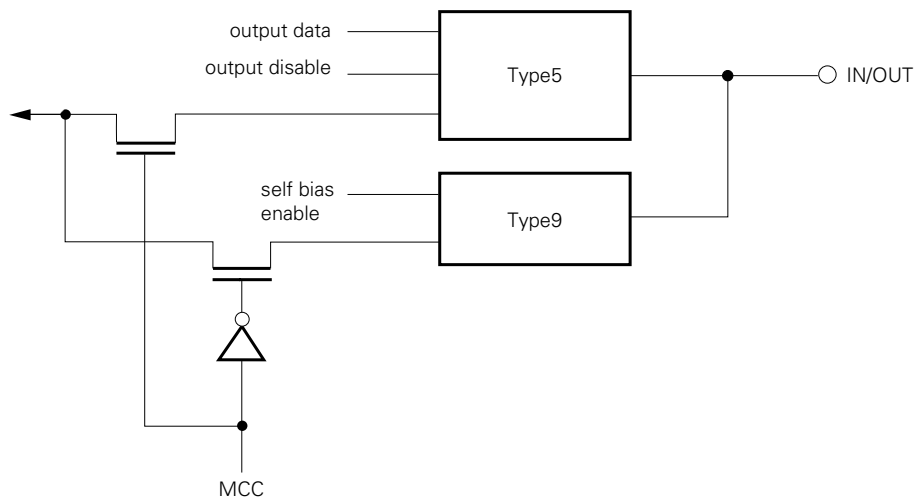 output data
output disable
Type5
IN/OUT
self bias
enable
Type9
MCC